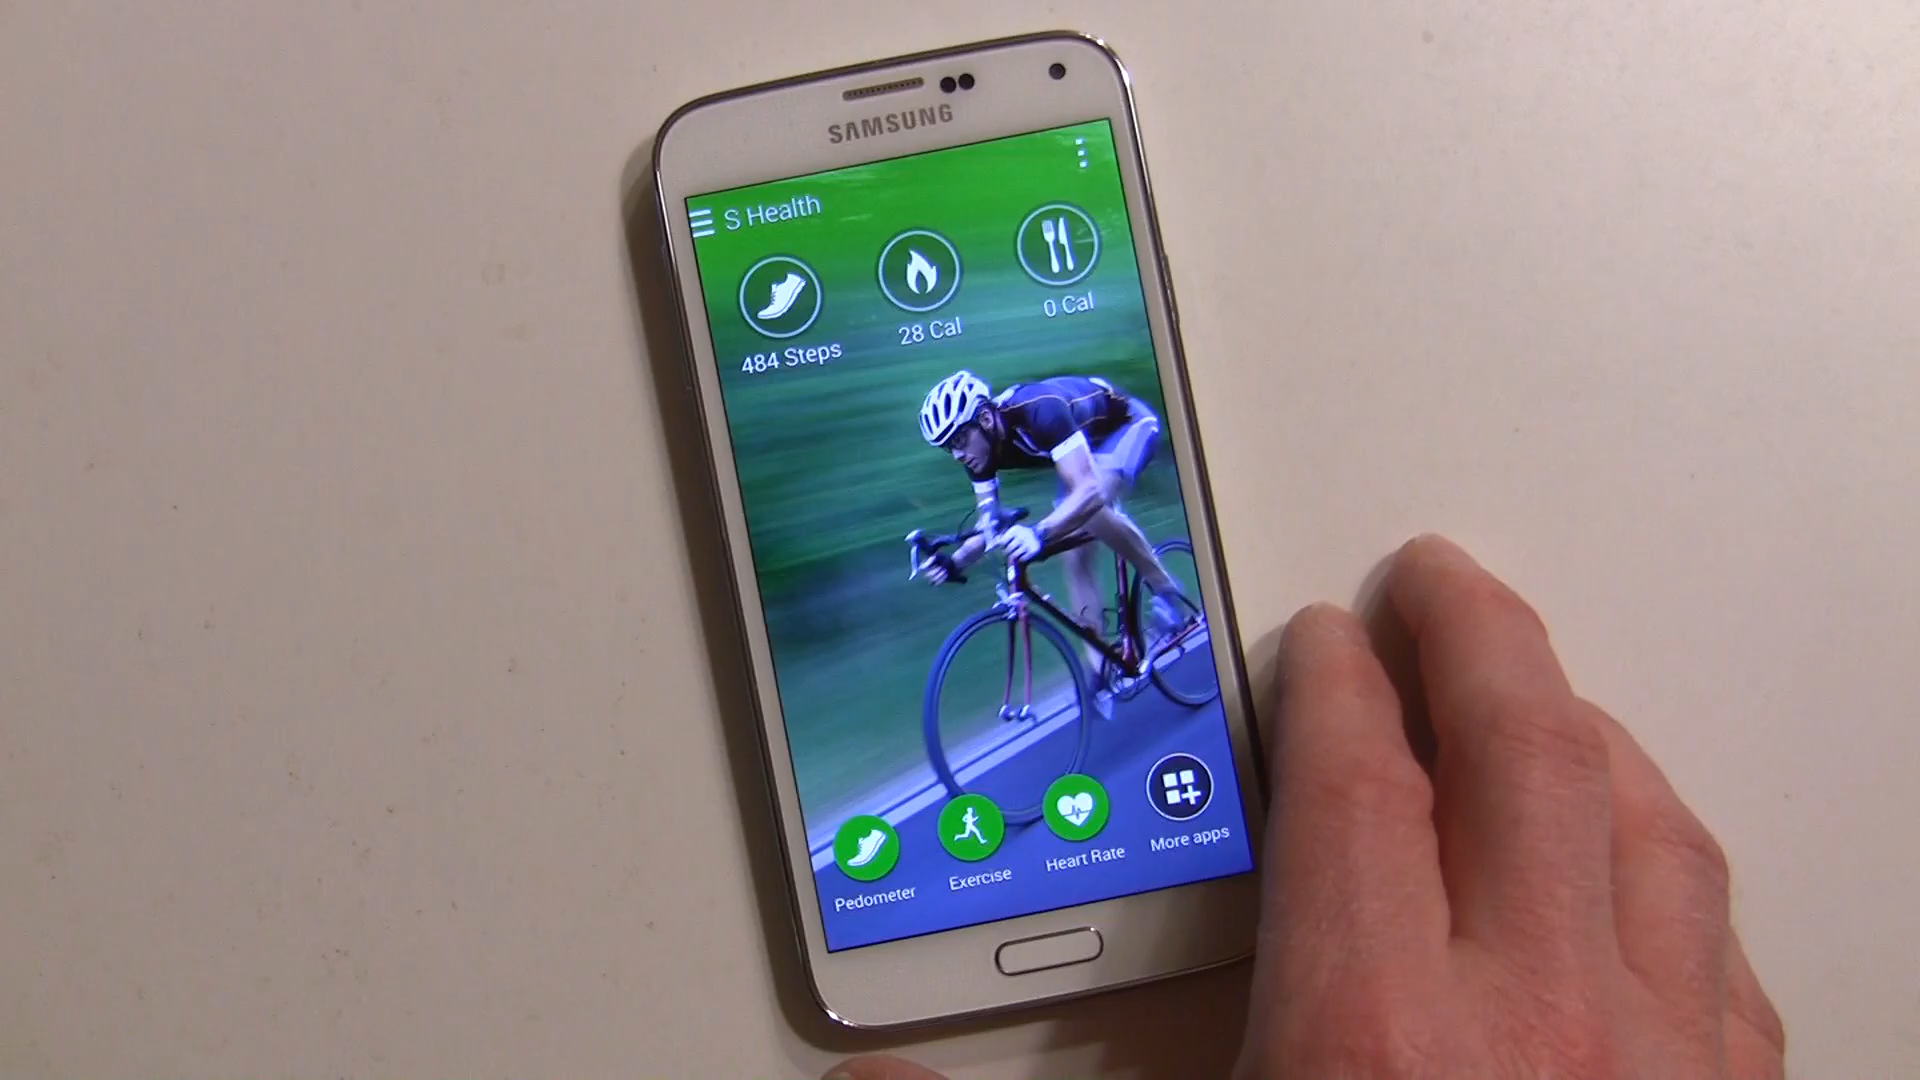 SAMSUNG
S Health
484 Steps
28 Cal
0 Cal
Pedometer
Exercise
Heart Rate
More apps